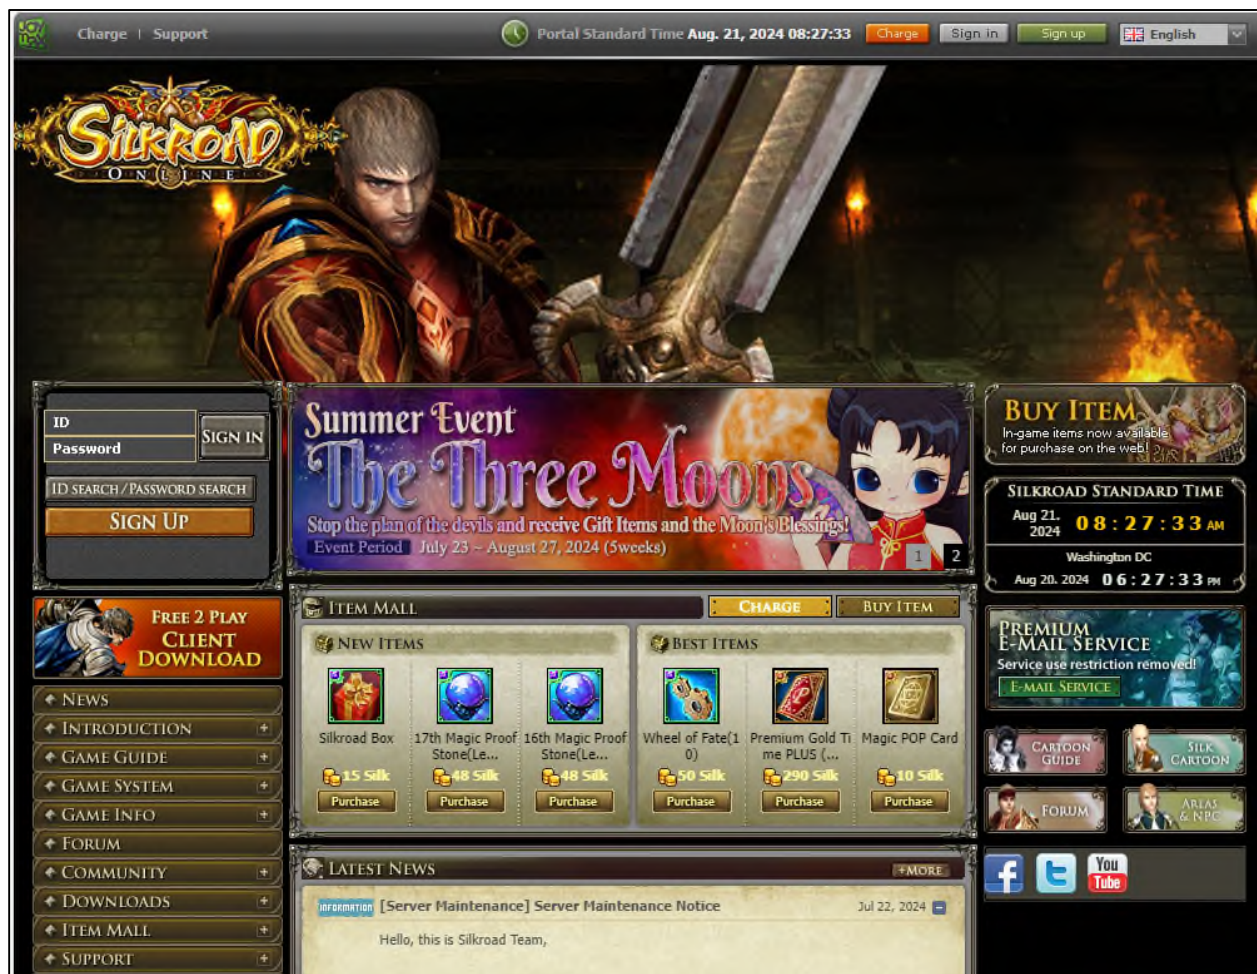 Charge | Support
Portal Standard Time Aug. 21, 2024 08:27:33
Charge
Sign in
Sign up
English
SILKROAD
ONLINE
ID
Password
SIGN IN
ID SEARCH / PASSWORD SEARCH
SIGN UP
Summer Event
The Three Moons
Stop the plan of the devils and receive Gift Items and the Moon's Blessings!
Event Period July 23 ~ August 27, 2024 (5weeks)
1 2
BUY ITEM
In-game items now available
for purchase on the web!
SILKROAD STANDARD TIME
Aug 21.
2024
08:27:33 AM
Washington DC
Aug 20. 2024 06:27:33 PM
FREE 2 PLAY
CLIENT
DOWNLOAD
NEWS
INTRODUCTION
GAME GUIDE
GAME SYSTEM
GAME INFO
FORUM
COMMUNITY
DOWNLOADS
ITEM MALL
SUPPORT
ITEM MALL
CHARGE
BUY ITEM
NEW ITEMS
Silkroad Box
15 Silk
Purchase
17th Magic Proof
Stone(Le...
48 Silk
Purchase
16th Magic Proof
Stone(Le...
48 Silk
Purchase
BEST ITEMS
Wheel of Fate(1
0)
50 Silk
Purchase
Premium Gold Ti
me PLUS (...
290 Silk
Purchase
Magic POP Card
10 Silk
Purchase
PREMIUM
E-MAIL SERVICE
Service use restriction removed!
E-MAIL SERVICE
CARTOON
GUIDE
SILK
CARTOON
FORUM
AREAS
& NPC
You
Tube
LATEST NEWS
+MORE
INFORMATION [Server Maintenance] Server Maintenance Notice Jul 22, 2024
Hello, this is Silkroad Team,